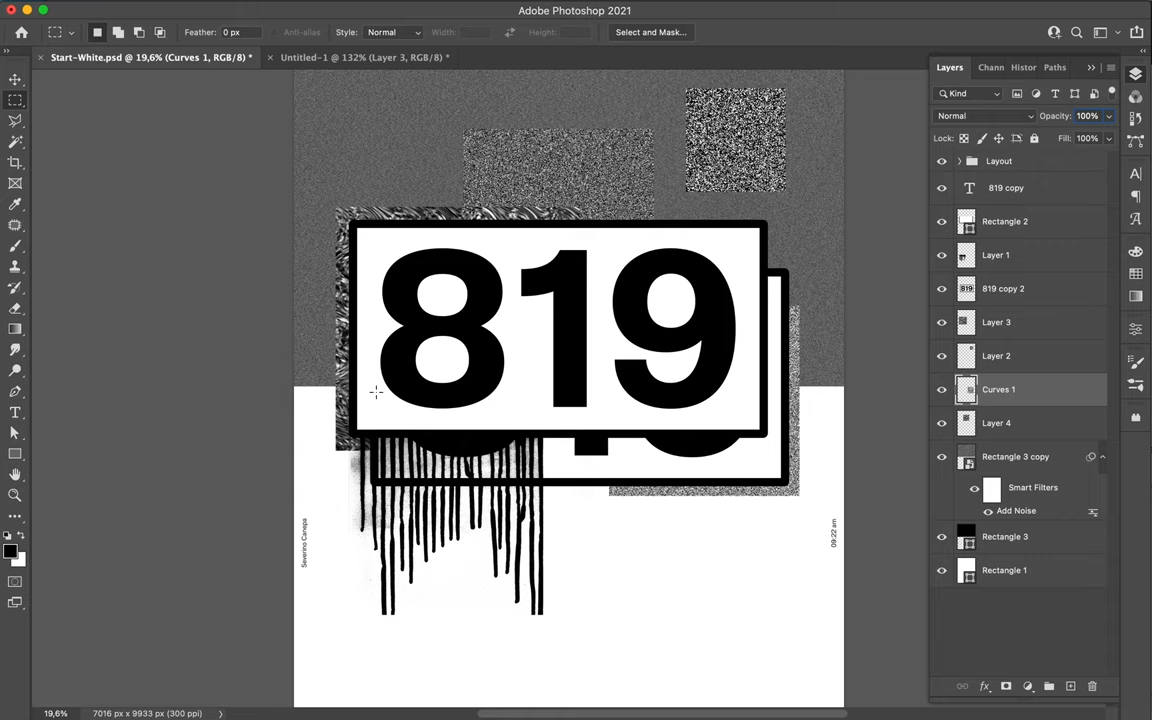 Adobe Photoshop 2021
Feather: 0 px Anti-alias Style: Normal Width: Height: Select and Mask...
Start-White.psd @ 19,6% (Curves 1, RGB/8) * Untitled-1 @ 132% (Layer 3, RGB/8) *
Layers Chann Histor Paths
Kind
Normal Opacity: 100%
Lock: Fill: 100%
Layout
819 copy
Rectangle 2
Layer 1
819 copy 2
Layer 3
Layer 2
Curves 1
Layer 4
Rectangle 3 copy
Smart Filters
Add Noise
Rectangle 3
Rectangle 1
819
Severino Canepa
09:22 am
19,6% 7016 px x 9933 px (300 ppi)